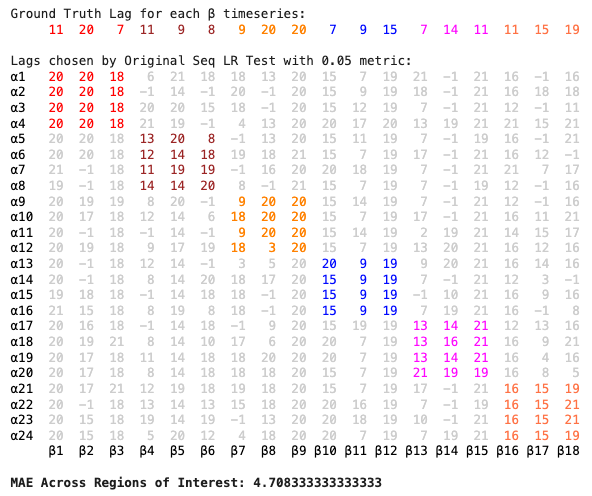 Ground Truth Lag for each β timeseries:
11 20 7 11 9 8 9 20 20 7 9 15 7 14 11 11 15 19
Lags chosen by Original Seq LR Test with 0.05 metric:
α1 20 20 18 6 21 18 18 13 20 15 7 19 21 -1 21 16 -1 16
α2 20 20 18 -1 14 -1 20 -1 20 15 9 19 18 -1 21 16 18 18
α3 20 20 18 20 20 15 18 -1 20 15 12 19 7 -1 21 12 -1 11
α4 20 20 18 21 19 -1 4 13 20 20 17 20 13 19 21 21 15 21
α5 20 20 18 13 20 8 -1 13 20 15 11 19 7 -1 19 16 -1 21
α6 20 20 18 12 14 18 19 18 21 15 7 19 17 -1 21 16 12 -1
α7 21 -1 18 11 19 19 -1 16 20 20 18 19 7 -1 21 21 7 17
α8 19 -1 18 14 14 20 8 -1 21 15 7 19 7 -1 19 12 -1 16
α9 20 19 19 8 20 -1 9 20 20 15 14 19 7 -1 21 12 -1 16
α10 20 17 18 12 14 6 18 20 20 15 7 19 17 -1 21 16 11 21
α11 20 -1 18 -1 14 -1 9 20 20 15 14 19 2 19 21 14 15 17
α12 20 19 18 9 17 19 18 3 20 15 7 19 13 20 21 16 12 16
α13 20 -1 18 12 14 -1 3 5 20 20 9 19 9 20 21 16 14 16
α14 20 -1 18 8 14 20 18 17 20 15 9 19 7 -1 21 12 3 -1
α15 19 18 18 -1 14 18 18 -1 20 15 9 19 -1 10 21 16 9 16
α16 21 15 18 8 19 8 18 -1 20 15 9 19 7 19 21 16 -1 8
α17 20 16 18 -1 14 18 -1 9 20 15 19 19 13 14 21 12 13 16
α18 20 19 21 8 14 10 17 6 20 20 7 19 13 16 21 9 21 21
α19 20 17 18 11 14 18 18 20 20 20 7 19 13 14 21 16 4 16
α20 20 17 18 8 14 18 18 18 20 15 7 19 21 19 19 16 8 5
α21 20 17 21 12 19 18 19 18 20 15 7 19 17 -1 21 16 15 19
α22 20 -1 18 13 14 13 15 18 20 20 16 19 7 -1 19 16 15 21
α23 20 15 18 19 14 19 -1 13 20 20 18 19 10 -1 21 16 15 21
α24 20 15 19 5 20 12 4 18 20 20 7 19 7 19 21 16 15 19
β1 β2 β3 β4 β5 β6 β7 β8 β9 β10 β11 β12 β13 β14 β15 β16 β17 β18
MAE Across Regions of Interest: 4.708333333333333